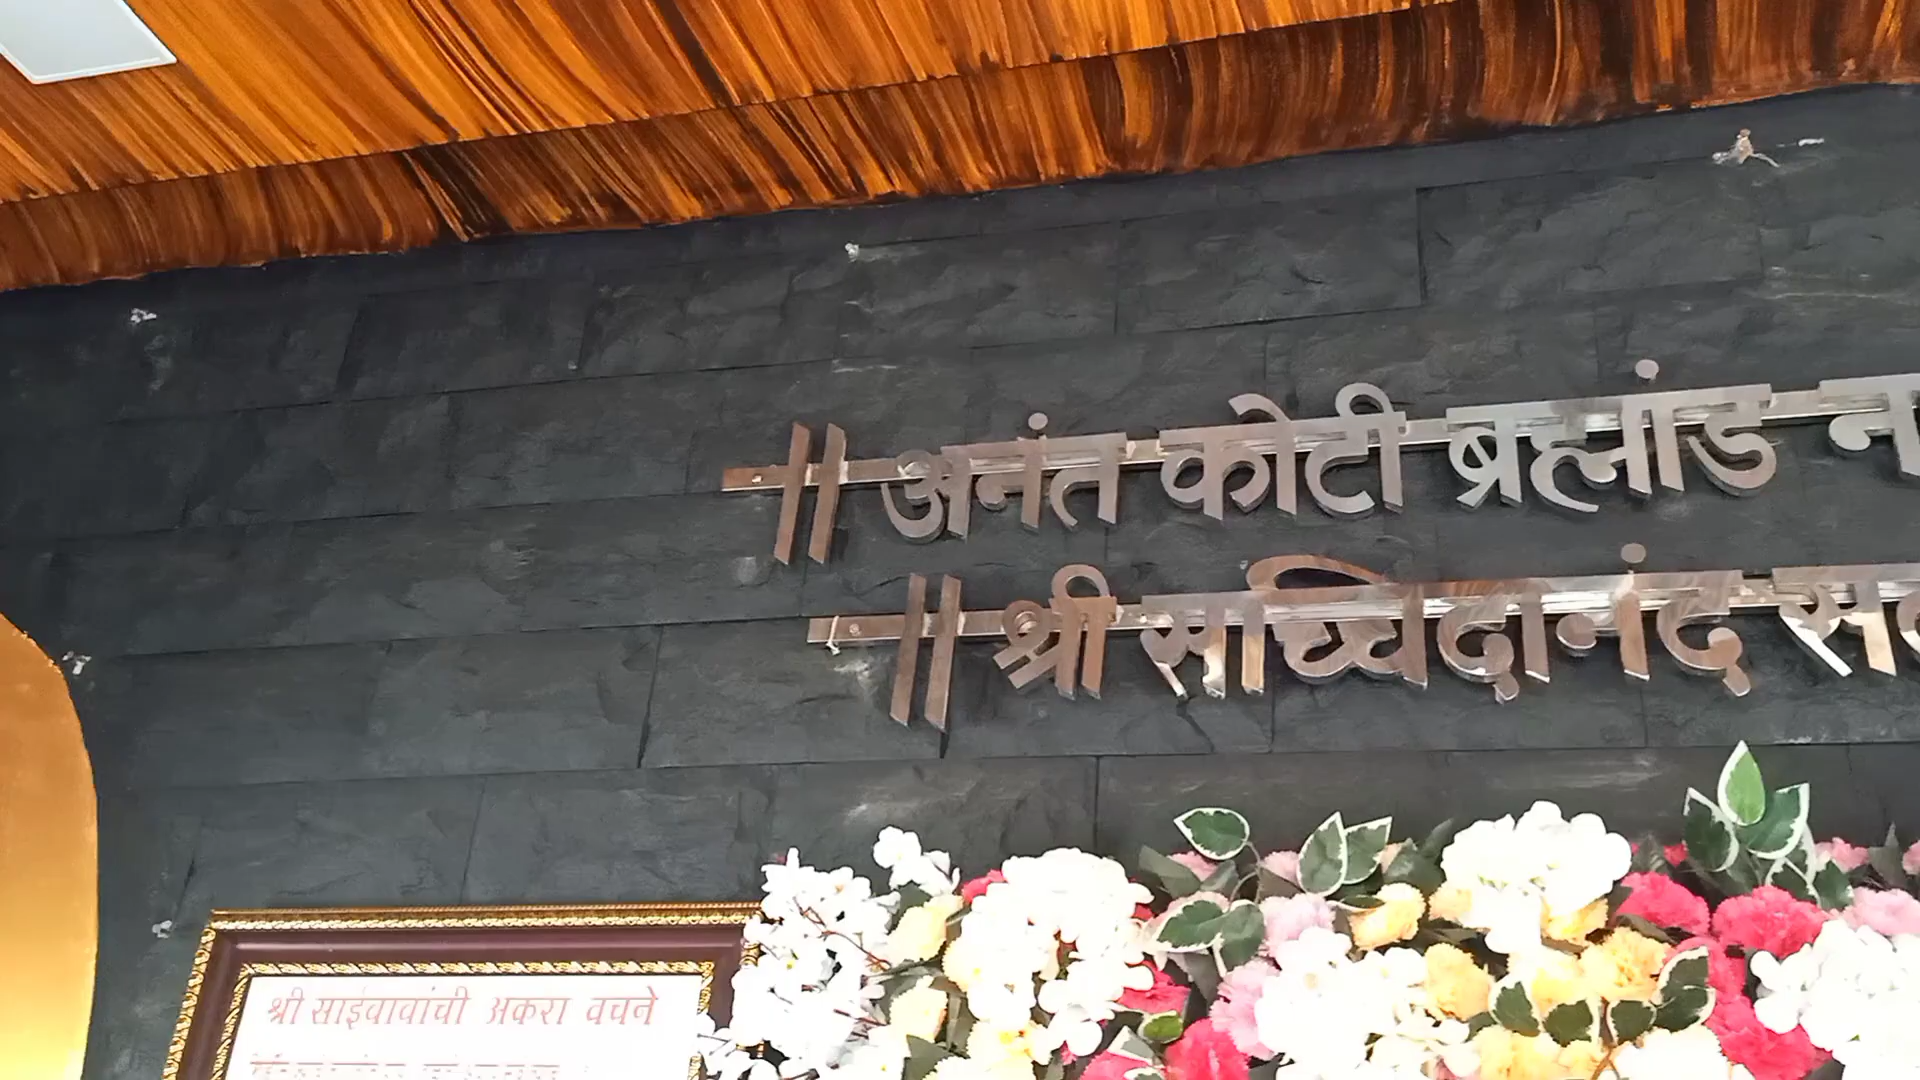 || अनंत कोटी ब्रह्मांड
|| श्री सच्चिदानंद
श्री साईबाबांची अकरा वचने